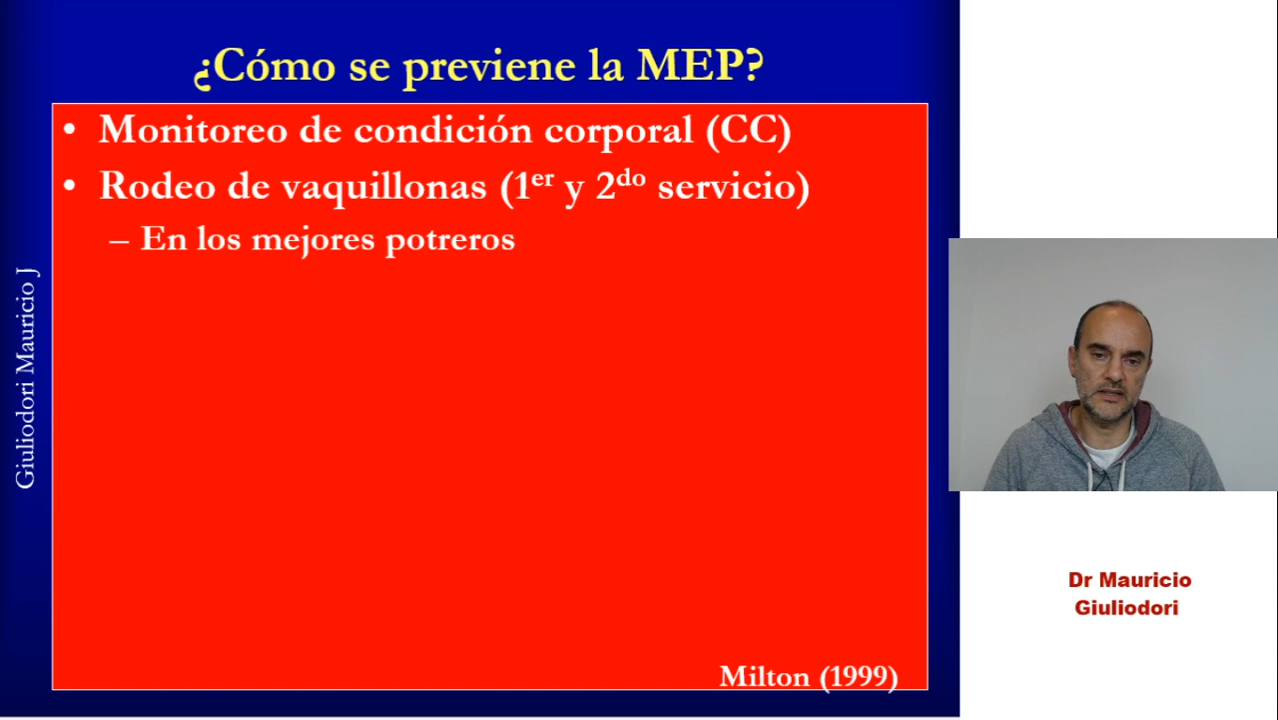 ¿Cómo se previene la MEP?
• Monitoreo de condición corporal (CC)
• Rodeo de vaquillonas (1er y 2do servicio)
– En los mejores potreros
Milton (1999)
Giuliodori Mauricio J
Dr Mauricio
Giuliodori